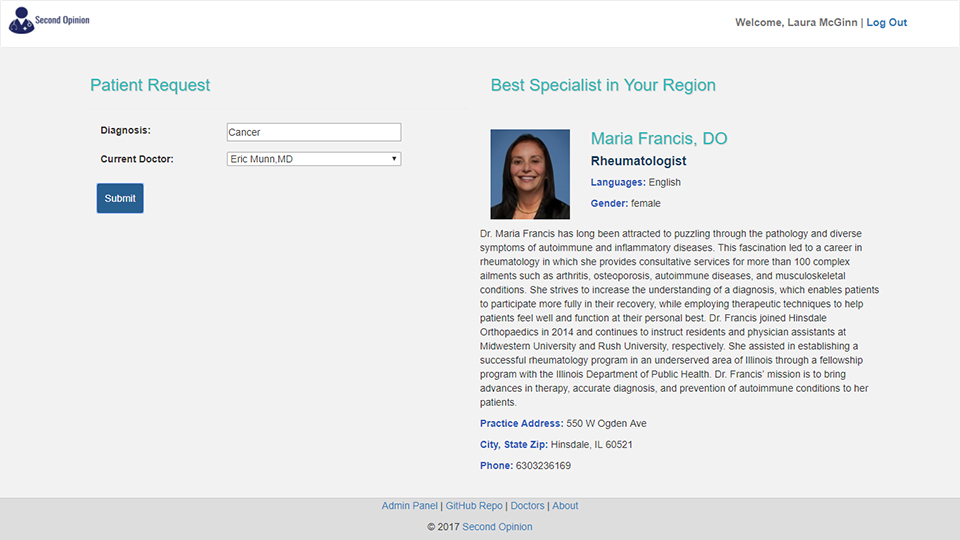 Second Opinion
Welcome, Laura McGinn | Log Out
Patient Request
Diagnosis:
Cancer
Current Doctor:
Eric Munn,MD
Submit
Best Specialist in Your Region
Maria Francis, DO
Rheumatologist
Languages: English
Gender: female
Dr. Maria Francis has long been attracted to puzzling through the pathology and diverse
symptoms of autoimmune and inflammatory diseases. This fascination led to a career in
rheumatology in which she provides consultative services for more than 100 complex
ailments such as arthritis, osteoporosis, autoimmune diseases, and musculoskeletal
conditions. She strives to increase the understanding of a diagnosis, which enables patients
to participate more fully in their recovery, while employing therapeutic techniques to help
patients feel well and function at their personal best. Dr. Francis joined Hinsdale
Orthopaedics in 2014 and continues to instruct residents and physician assistants at
Midwestern University and Rush University, respectively. She assisted in establishing a
successful rheumatology program in an underserved area of Illinois through a fellowship
program with the Illinois Department of Public Health. Dr. Francis' mission is to bring
advances in therapy, accurate diagnosis, and prevention of autoimmune conditions to her
patients.
Practice Address: 550 W Ogden Ave
City, State Zip: Hinsdale, IL 60521
Phone: 6303236169
Admin Panel | GitHub Repo | Doctors | About
© 2017 Second Opinion